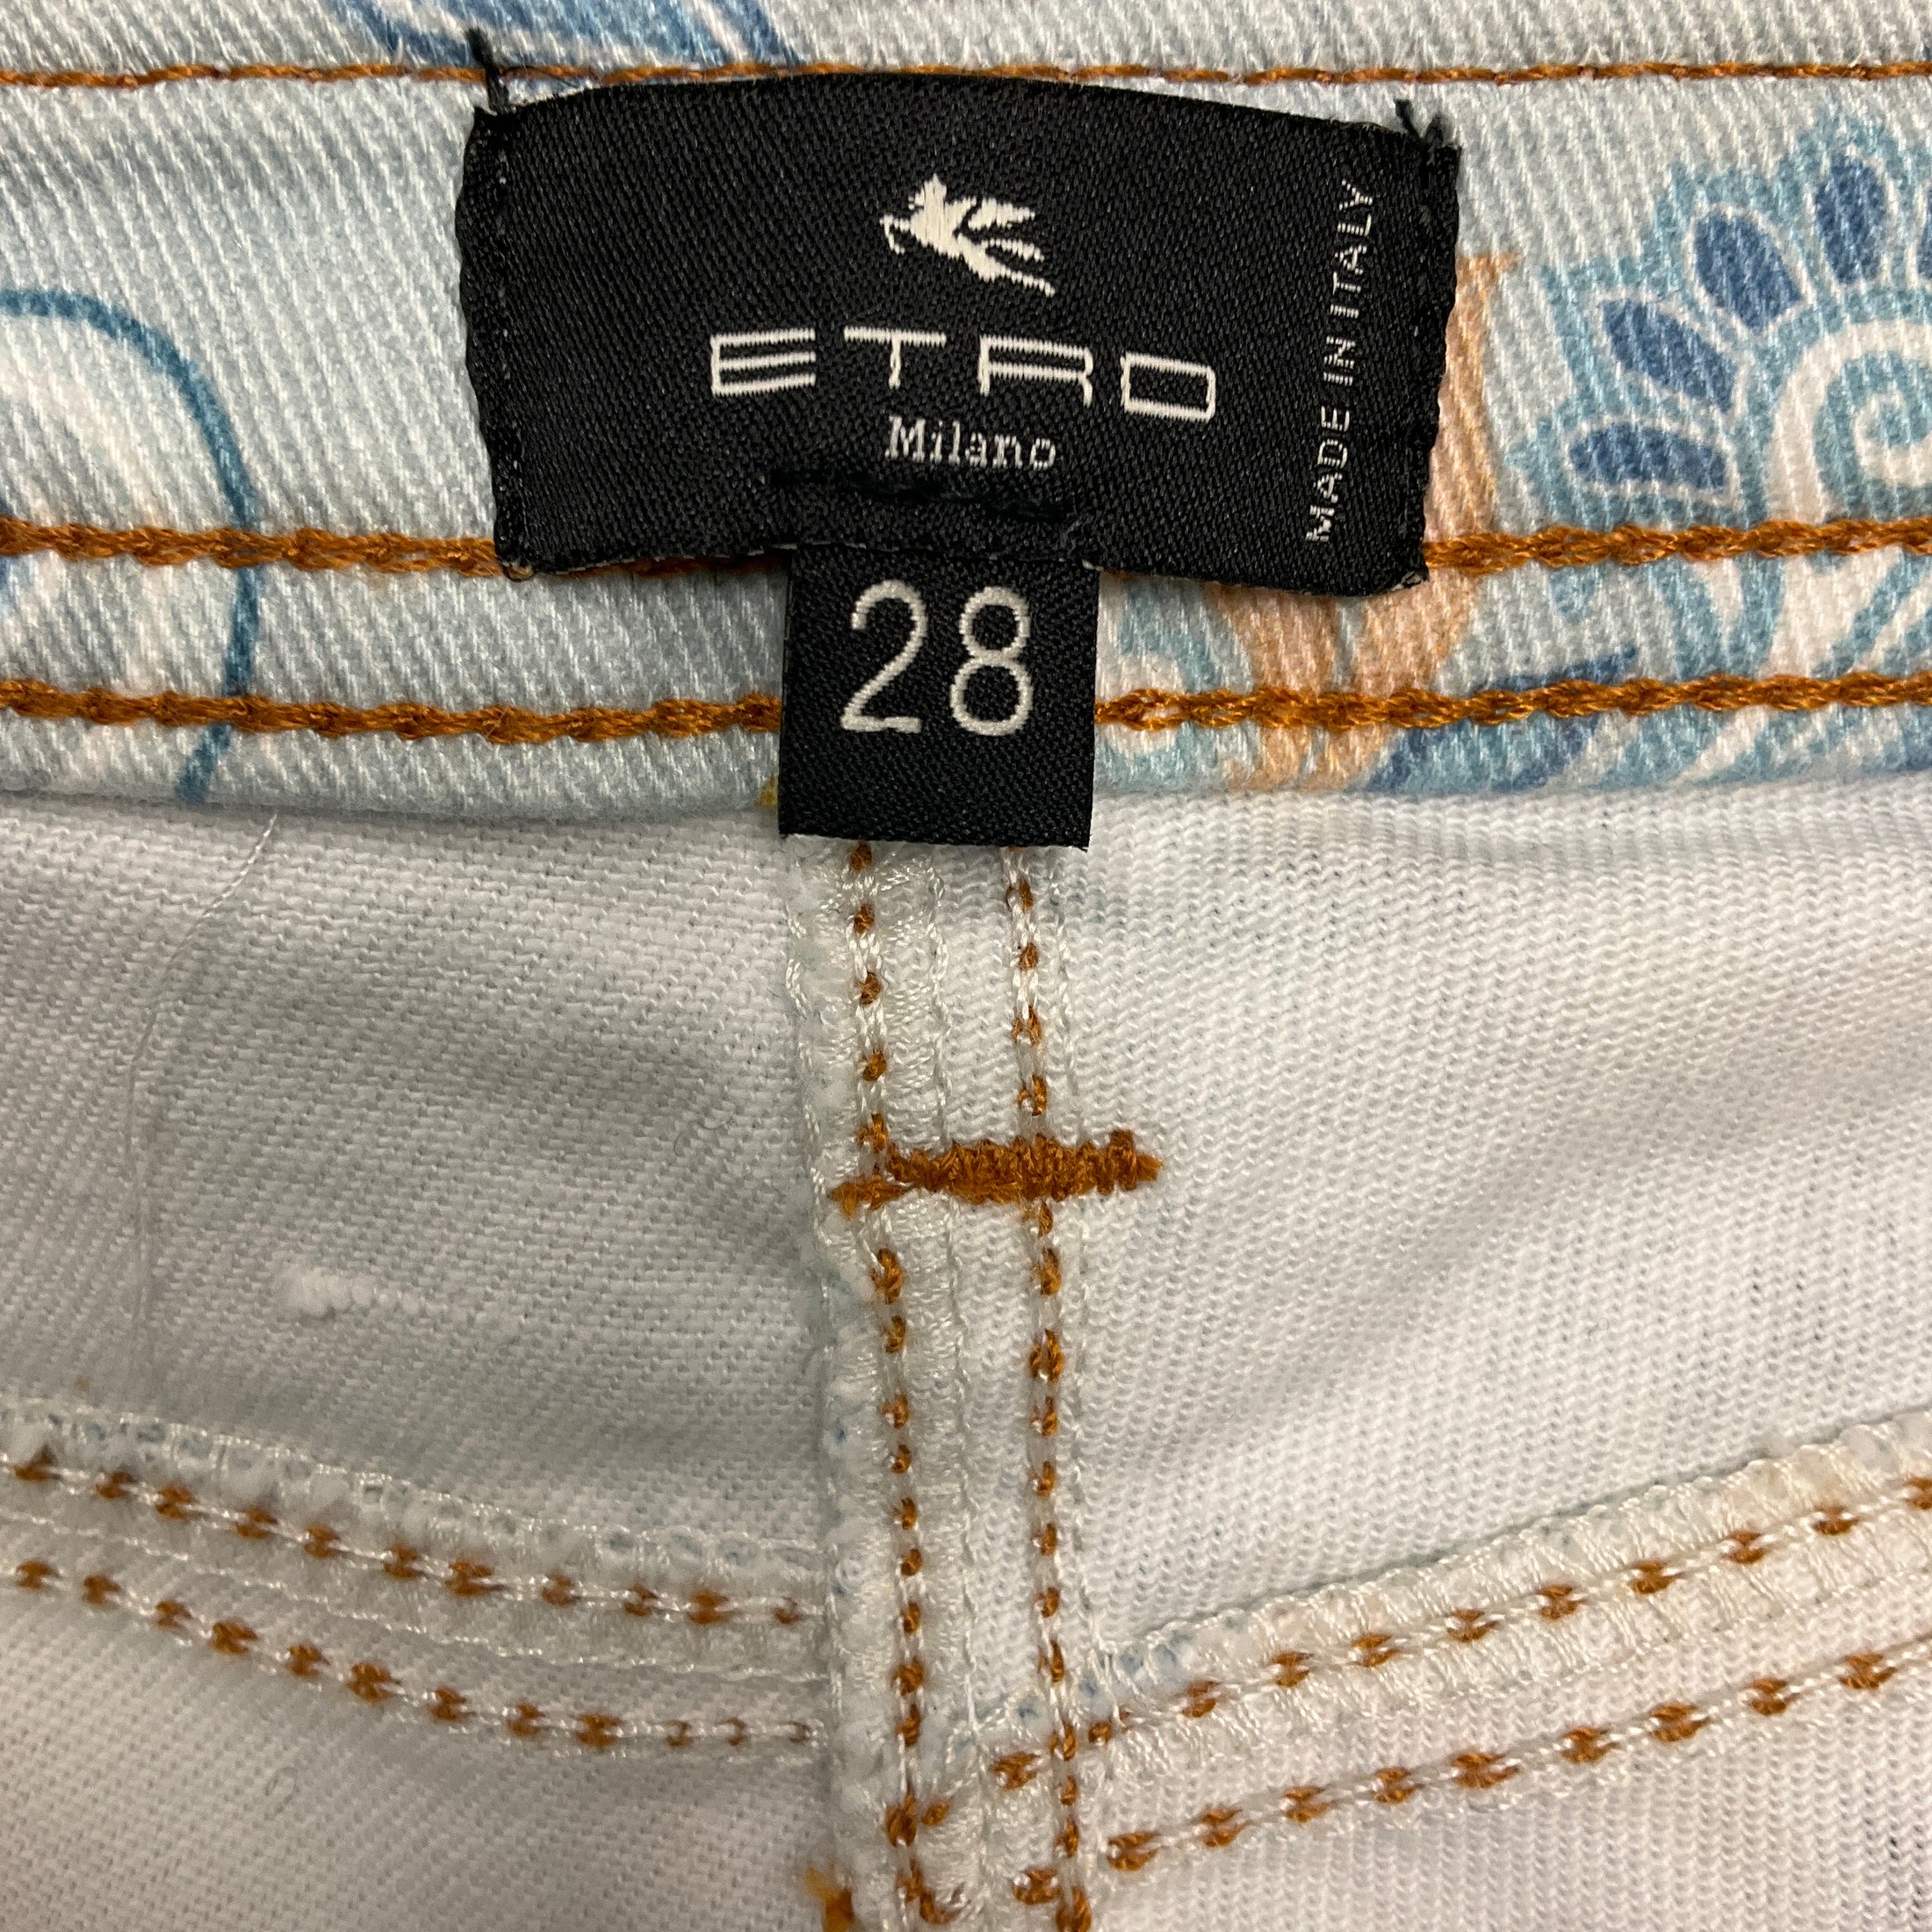 ETRO
Milano
MADE IN ITALY
28